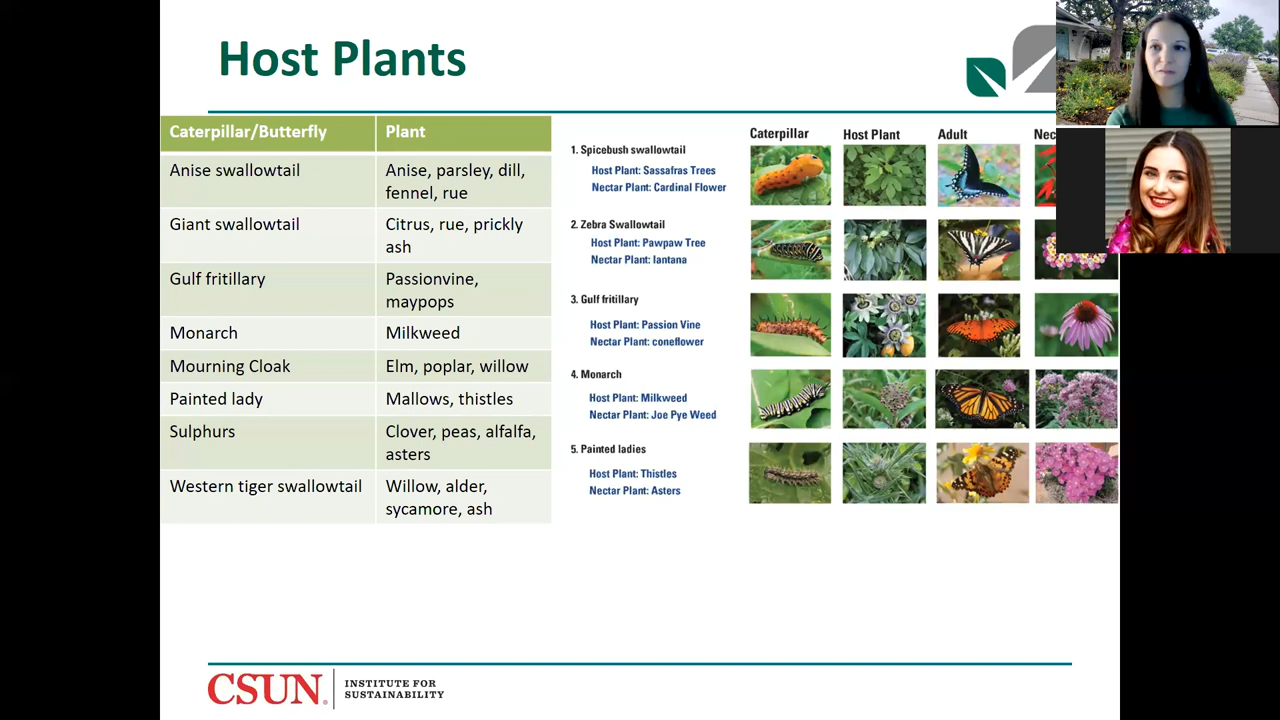 Host Plants
Caterpillar/Butterfly Plant
Anise swallowtail Anise, parsley, dill,
fennel, rue
Giant swallowtail Citrus, rue, prickly
ash
Gulf fritillary Passionvine,
maypops
Monarch Milkweed
Mourning Cloak Elm, poplar, willow
Painted lady Mallows, thistles
Sulphurs Clover, peas, alfalfa,
asters
Western tiger swallowtail Willow, alder,
sycamore, ash
Caterpillar Host Plant Adult
1. Spicebush swallowtail
Host Plant: Sassafras Trees
Nectar Plant: Cardinal Flower
2. Zebra Swallowtail
Host Plant: Pawpaw Tree
Nectar Plant: lantana
3. Gulf fritillary
Host Plant: Passion Vine
Nectar Plant: coneflower
4. Monarch
Host Plant: Milkweed
Nectar Plant: Joe Pye Weed
5. Painted ladies
Host Plant: Thistles
Nectar Plant: Asters
CSUN®
INSTITUTE FOR
SUSTAINABILITY